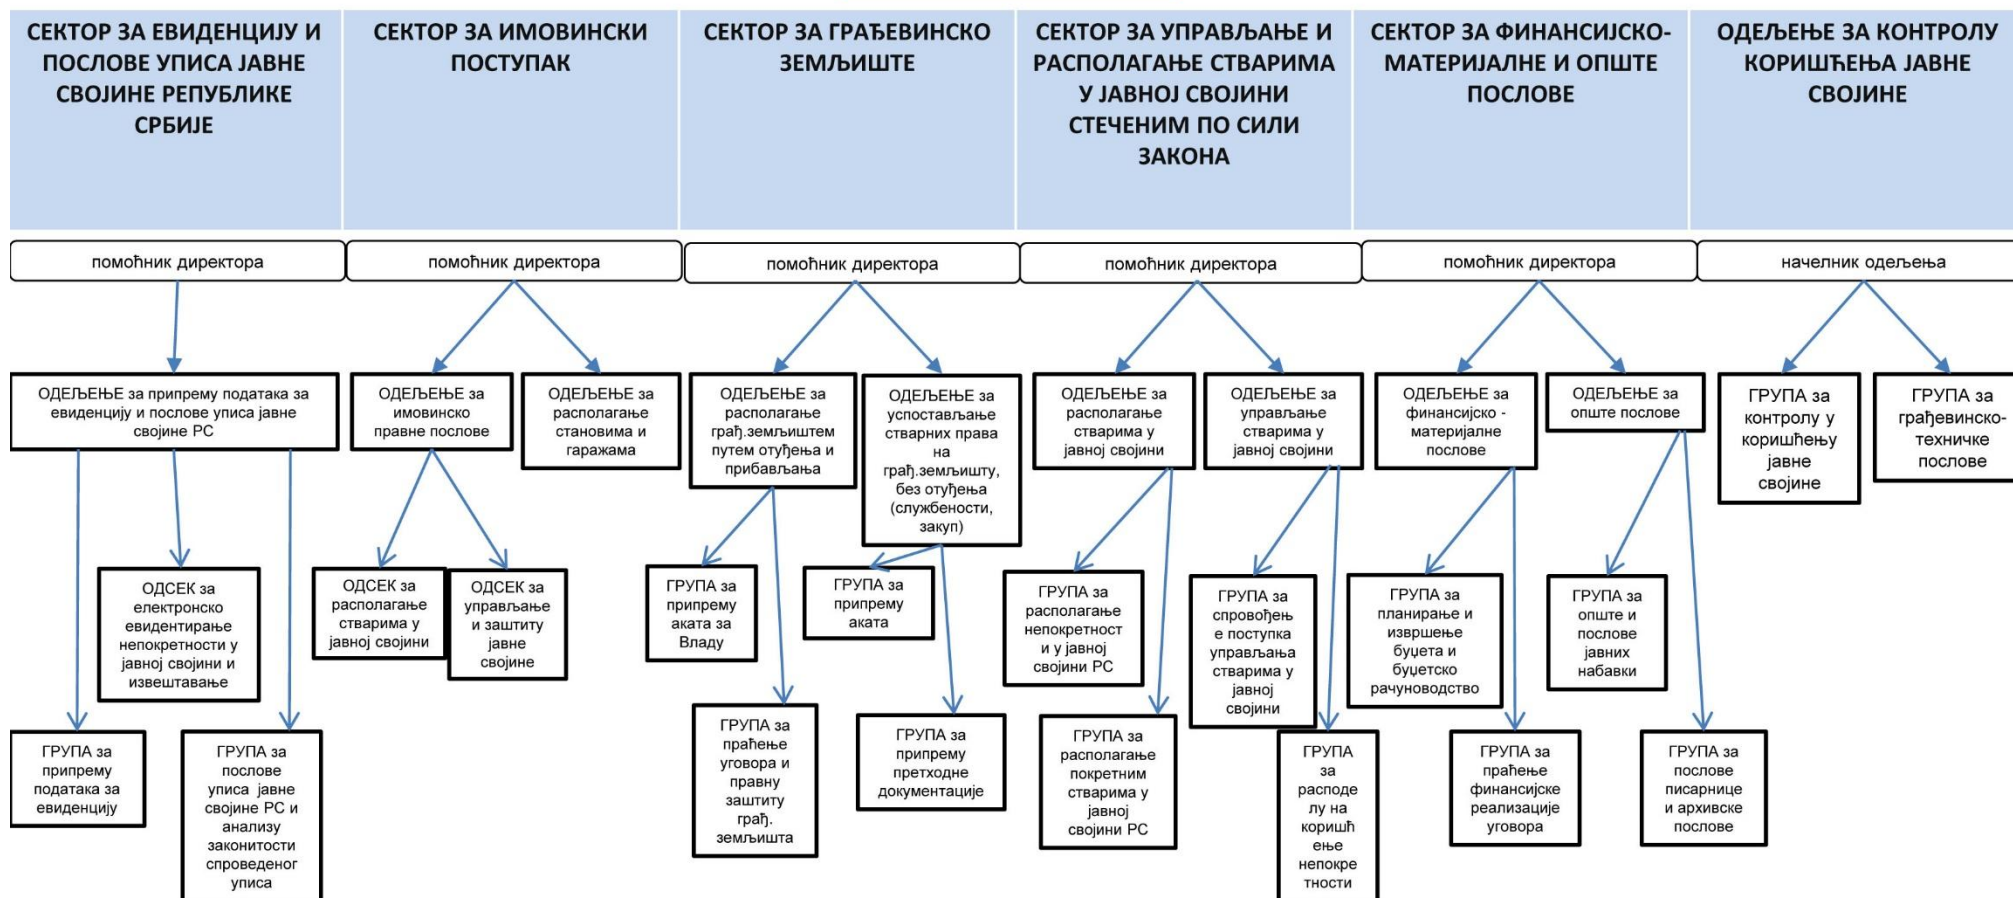 СЕКТОР ЗА ЕВИДЕНЦИЈУ И
ПОСЛОВЕ УПИСА ЈАВНЕ
СВОЈИНЕ РЕПУБЛИКЕ
СРБИЈЕ
СЕКТОР ЗА ИМОВИНСКИ
ПОСТУПАК
СЕКТОР ЗА ГРАЂЕВИНСКО
ЗЕМЉИШТЕ
СЕКТОР ЗА УПРАВЉАЊЕ И
РАСПОЛАГАЊЕ СТВАРИМА
У ЈАВНОЈ СВОЈИНИ
СТЕЧЕНИМ ПО СИЛИ
ЗАКОНА
СЕКТОР ЗА ФИНАНСИЈСКО-
МАТЕРИЈАЛНЕ И ОПШТЕ
ПОСЛОВЕ
ОДЕЉЕЊЕ ЗА КОНТРОЛУ
КОРИШЋЕЊА ЈАВНЕ
СВОЈИНЕ
помоћник директора
помоћник директора
помоћник директора
помоћник директора
помоћник директора
начелник одељења
ОДЕЉЕЊЕ за припрему података за
евиденцију и послове уписа јавне
својине РС
ОДЕЉЕЊЕ за
имовинско
правне послове
ОДЕЉЕЊЕ за
располагање
становима и
гаражама
ОДЕЉЕЊЕ за
располагање
грађ.земљиштем
путем отуђења и
прибављања
ОДЕЉЕЊЕ за
успостављање
стварних права
на
грађ.земљишту,
без отуђења
(службености,
закуп)
ОДЕЉЕЊЕ за
располагање
стварима у
јавној својини
ОДЕЉЕЊЕ за
управљање
стварима у
јавној својини
ОДЕЉЕЊЕ за
финансијско -
материјалне
послове
ОДЕЉЕЊЕ за
опште послове
ГРУПА за
контролу у
коришћењу
јавне
својине
ГРУПА за
грађевинско-
техничке
послове
ОДСЕК за
електронско
евидентирање
непокретности у
јавној својини и
извештавање
ОДСЕК за
располагање
стварима у
јавној својини
ОДСЕК за
управљање
и заштиту
јавне
својине
ГРУПА за
припрему
аката за
Владу
ГРУПА за
припрему
аката
ГРУПА за
располагање
непокретност
и у јавној
својини РС
ГРУПА за
спровођењ
е поступка
управљања
стварима у
јавној
својини
ГРУПА за
планирање и
извршење
буџета и
буџетско
рачуноводство
ГРУПА за
опште и
послове
јавних
набавки
ГРУПА за
припрему
података за
евиденцију
ГРУПА за
послове
уписа јавне
својине РС и
анализу
законитости
спроведеног
уписа
ГРУПА за
праћење
уговора и
правну
заштиту
грађ.
земљишта
ГРУПА за
припрему
претходне
документације
ГРУПА за
располагање
покретним
стварима у
јавној
својини РС
ГРУПА
за
расподе
лу на
коришћ
ење
непокре
тности
ГРУПА за
праћење
финансијске
реализације
уговора
ГРУПА за
послове
писарнице
и архивске
послове